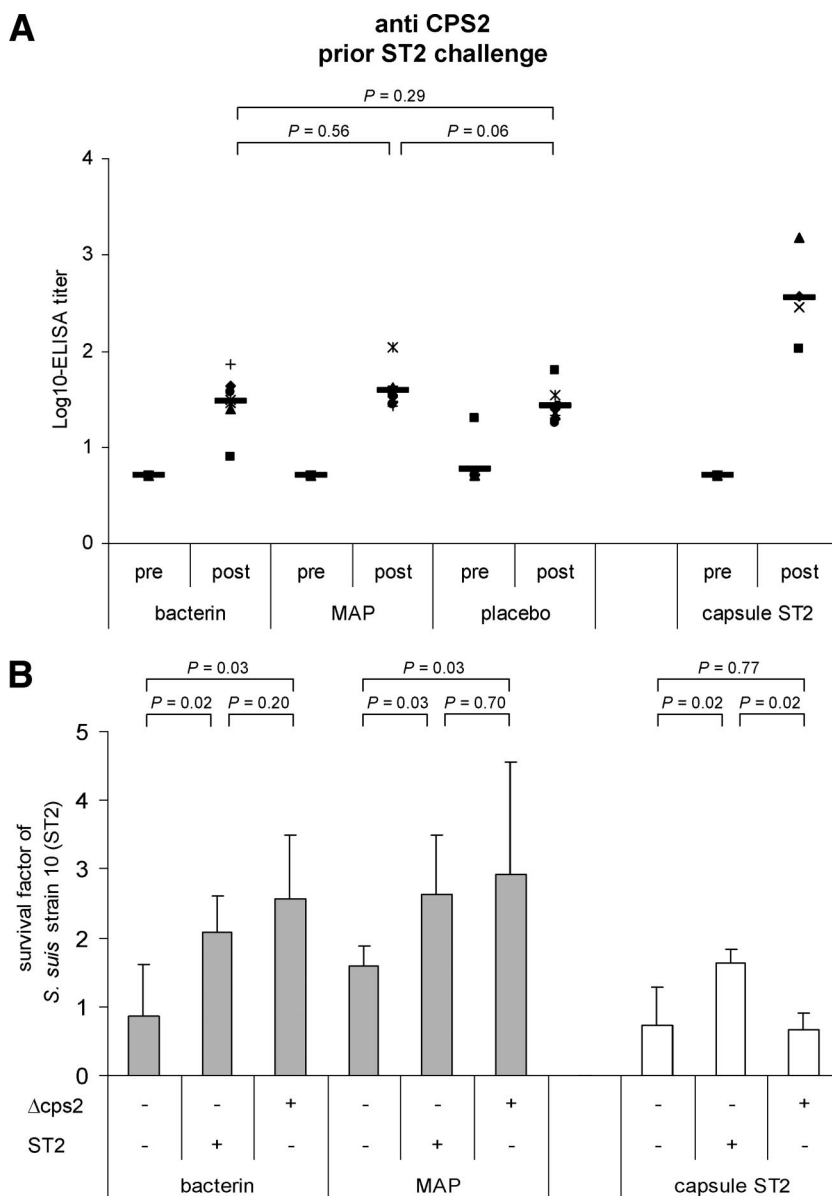 A
anti CPS2
prior ST2 challenge
P = 0.29
P = 0.56 P = 0.06
Log10-ELISA titer
4
3
2
1
0
pre post pre post pre post pre post
bacterin MAP placebo capsule ST2
B
P = 0.03 P = 0.03 P = 0.77
P = 0.02 P = 0.20 P = 0.03 P = 0.70 P = 0.02 P = 0.02
survival factor of
S. suis strain 10 (ST2)
5
4
3
2
1
0
Δcps2 - - + - - + - - +
ST2 - + - - + - - + -
bacterin MAP capsule ST2